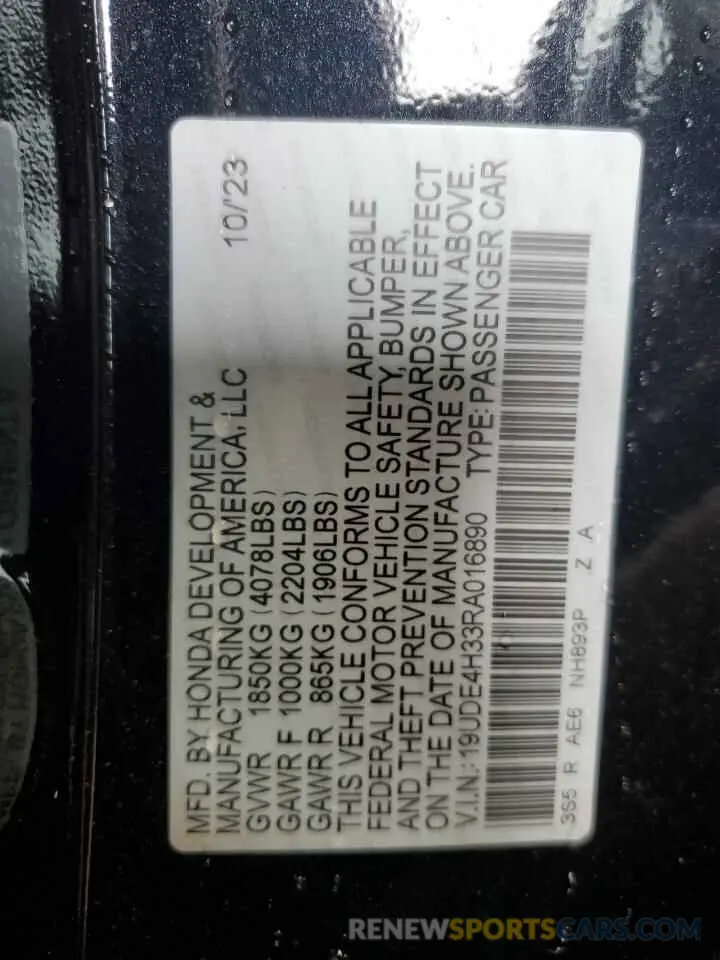 MFD. BY HONDA DEVELOPMENT &
MANUFACTURING OF AMERICA, LLC 10/'23
GVWR 1850KG (4078LBS)
GAWR F 1000KG (2204LBS)
GAWR R 865KG (1906LBS)
THIS VEHICLE CONFORMS TO ALL APPLICABLE
FEDERAL MOTOR VEHICLE SAFETY, BUMPER,
AND THEFT PREVENTION STANDARDS IN EFFECT
ON THE DATE OF MANUFACTURE SHOWN ABOVE.
V.I.N.: 19UDE4H33RA016890 TYPE: PASSENGER CAR
3S5 R AE6 NH893P Z A
RENEWSPORTSCARS.COM